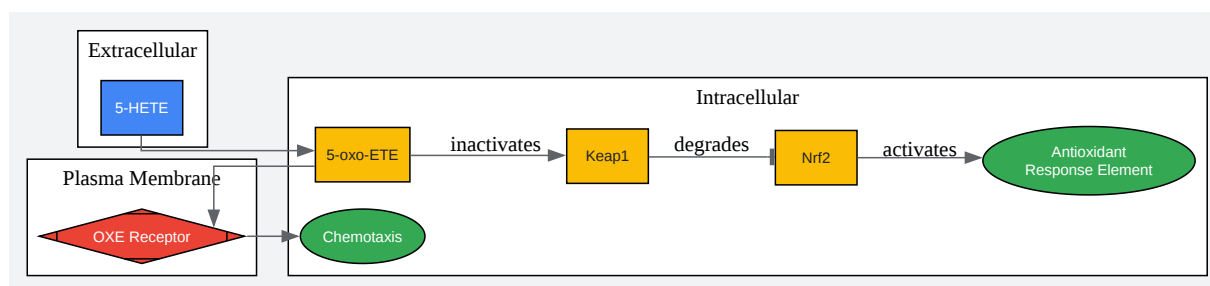 Extracellular
5-HETE
Intracellular
5-oxo-ETE
inactivates
Keap1
degrades
Nrf2
activates
Antioxidant
Response Element
Plasma Membrane
OXE Receptor
Chemotaxis